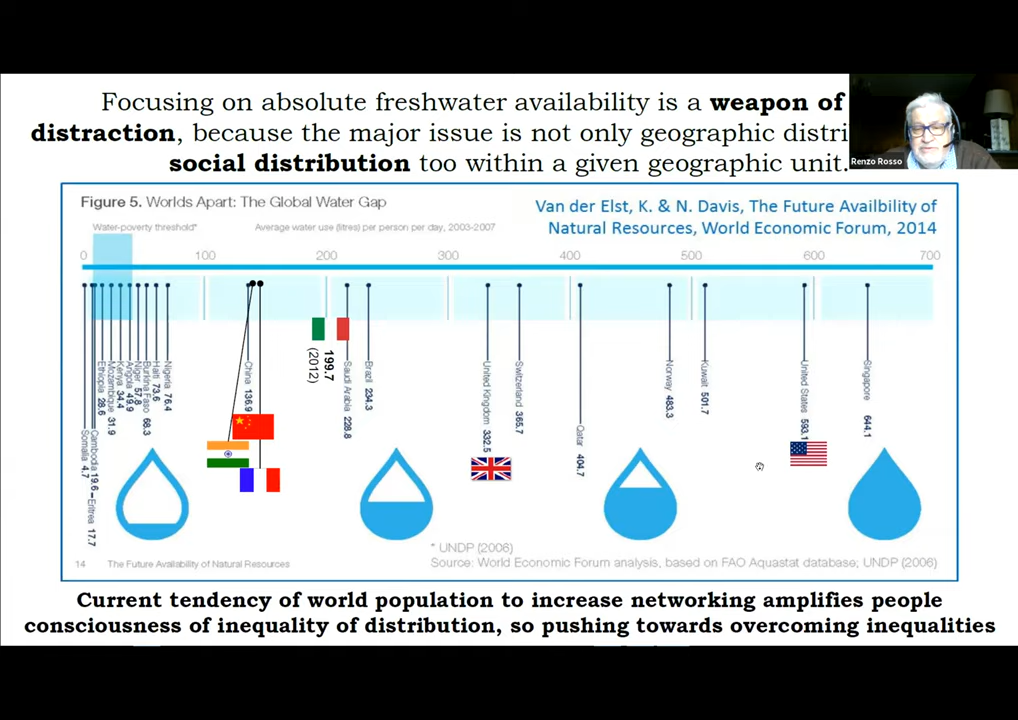 Focusing on absolute freshwater availability is a weapon of
distraction, because the major issue is not only geographic distri
social distribution too within a given geographic unit.
Renzo Rosso
Figure 5. Worlds Apart: The Global Water Gap
Van der Elst, K. & N. Davis, The Future Availbility of
Natural Resources, World Economic Forum, 2014
Water-poverty threshold*
Average water use (litres) per person per day, 2003-2007
0 100 200 300 400 500 600 700
Somalia 4.7
Cambodia 19.6
Eritrea 17.7
Ethiopia 28.6
Mozambique 31.9
Kenya 34.4
Angola 49.9
Niger 57.8
Burkina Faso 68.3
Haiti 73.6
Nigeria 76.4
China 136.9
199.7
(2012)
Saudi Arabia 228.8
Brazil 234.3
United Kingdom 332.5
Switzerland 365.7
Qatar 404.7
Norway 483.3
Kuwait 501.7
United States 593.1
Singapore 644.1
* UNDP (2006)
14 The Future Availability of Natural Resources
Source: World Economic Forum analysis, based on FAO Aquastat database; UNDP (2006)
Current tendency of world population to increase networking amplifies people
consciousness of inequality of distribution, so pushing towards overcoming inequalities